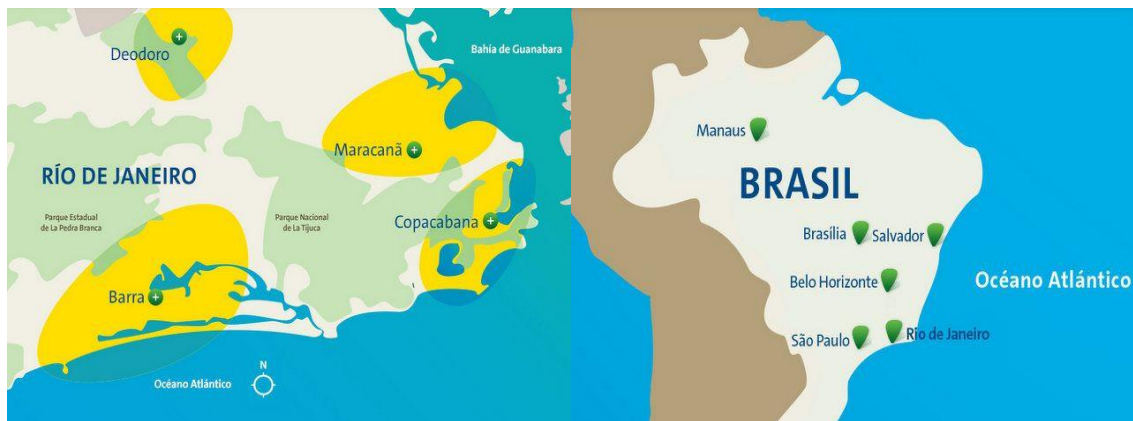 Deodoro
Bahía de Guanabara
Maracanã
RÍO DE JANEIRO
Parque Estadual
de La Pedra Branca
Parque Nacional
de La Tijuca
Copacabana
Barra
Océano Atlántico
N
Manaus
BRASIL
Brasília
Salvador
Belo Horizonte
Océano Atlántico
São Paulo
Rio de Janeiro